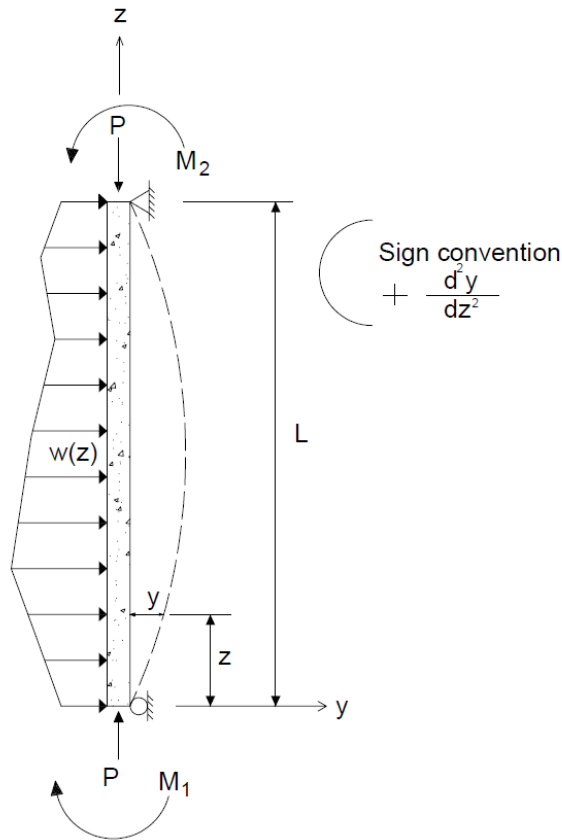 z
P
M₂
Sign convention
+ d²y/dz²
L
w(z)
y
z
y
P
M₁